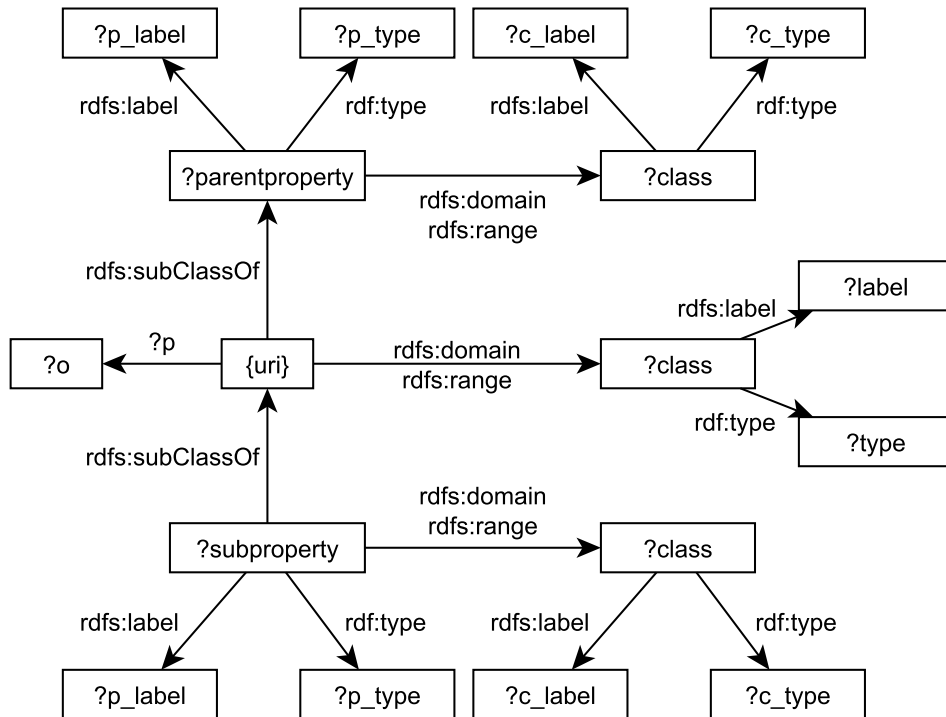 ?p_label
?p_type
?c_label
?c_type
rdfs:label
rdf:type
rdfs:label
rdf:type
?parentproperty
?class
rdfs:domain
rdfs:range
rdfs:subClassOf
?label
rdfs:label
?o
?p
{uri}
rdfs:domain
rdfs:range
?class
rdf:type
?type
rdfs:subClassOf
rdfs:domain
rdfs:range
?subproperty
?class
rdfs:label
rdf:type
rdfs:label
rdf:type
?p_label
?p_type
?c_label
?c_type